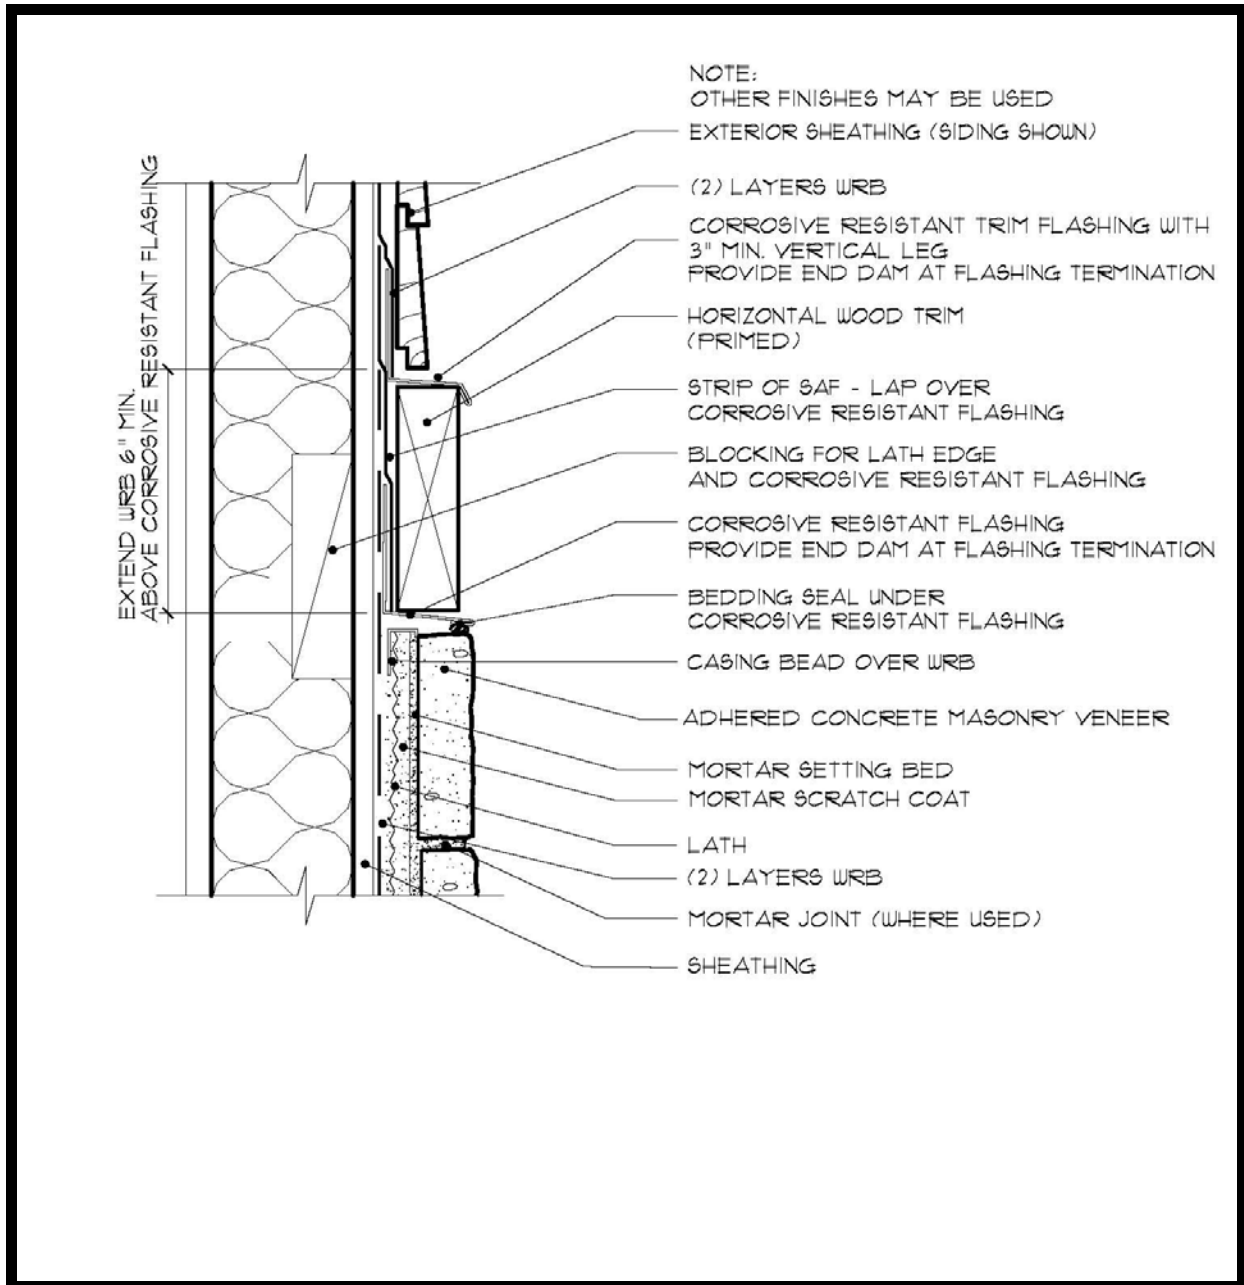 NOTE:
OTHER FINISHES MAY BE USED
EXTERIOR SHEATHING (SIDING SHOWN)
(2) LAYERS WRB
CORROSIVE RESISTANT TRIM FLASHING WITH
3" MIN. VERTICAL LEG
PROVIDE END DAM AT FLASHING TERMINATION
HORIZONTAL WOOD TRIM
(PRIMED)
STRIP OF SAF - LAP OVER
CORROSIVE RESISTANT FLASHING
BLOCKING FOR LATH EDGE
AND CORROSIVE RESISTANT FLASHING
CORROSIVE RESISTANT FLASHING
PROVIDE END DAM AT FLASHING TERMINATION
BEDDING SEAL UNDER
CORROSIVE RESISTANT FLASHING
CASING BEAD OVER WRB
ADHERED CONCRETE MASONRY VENEER
MORTAR SETTING BED
MORTAR SCRATCH COAT
LATH
(2) LAYERS WRB
MORTAR JOINT (WHERE USED)
SHEATHING
EXTEND WRB 6" MIN.
ABOVE CORROSIVE RESISTANT FLASHING